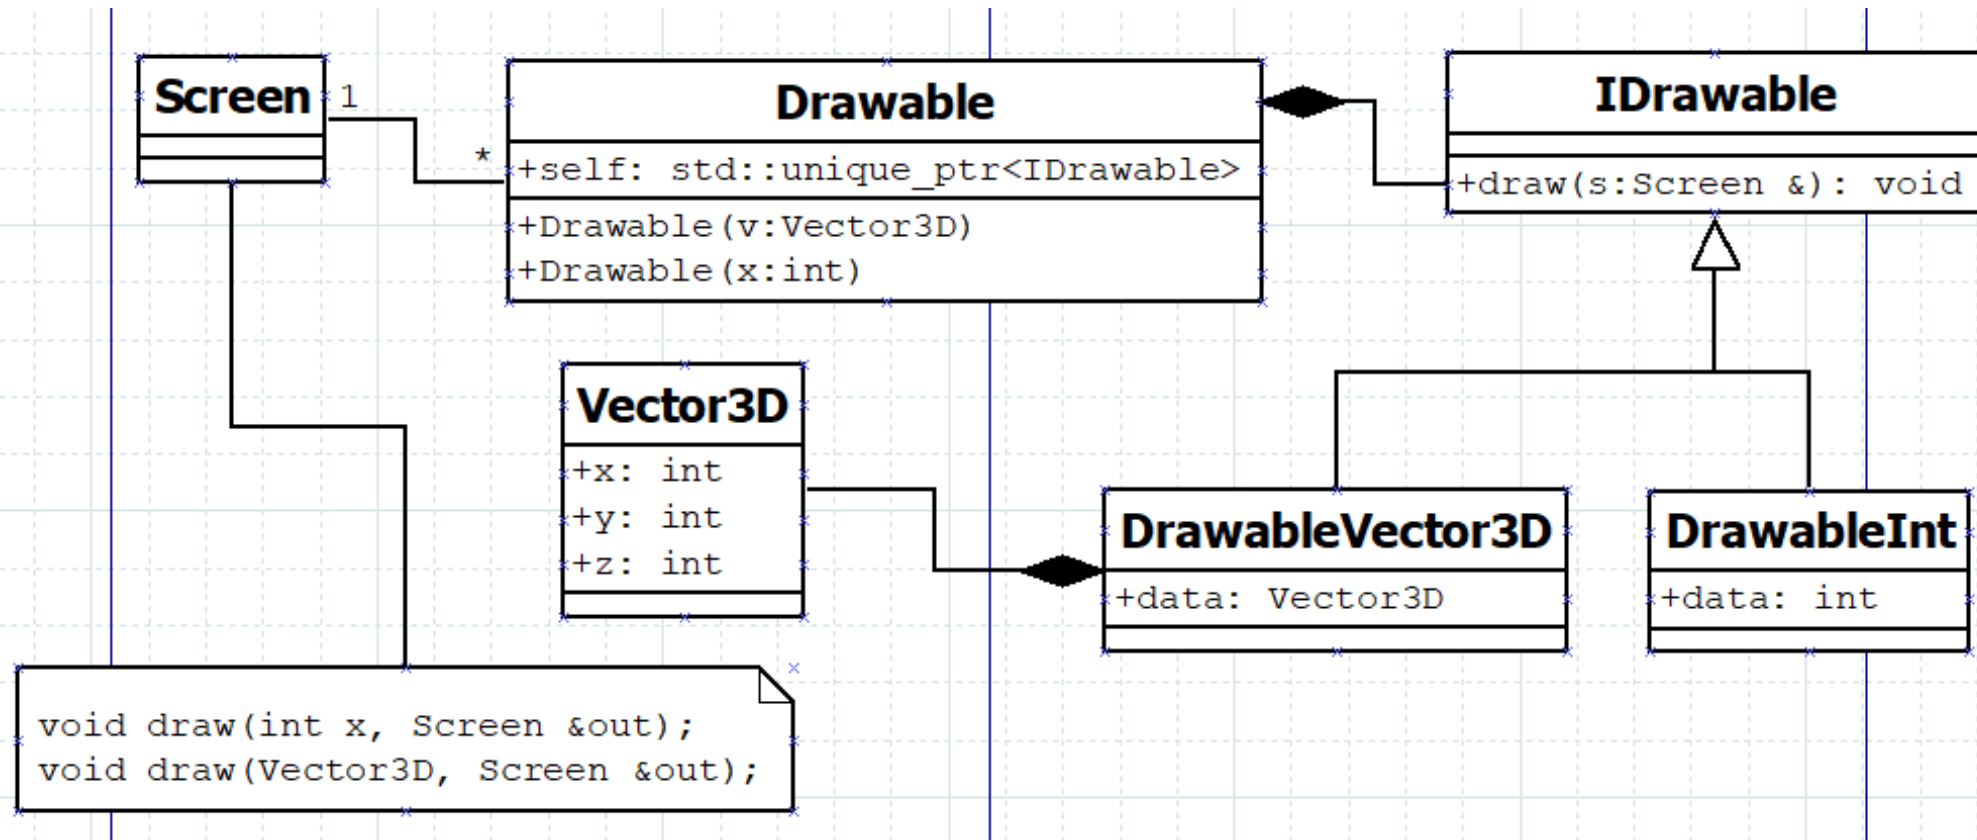 Screen
1
*
Drawable
+self: std::unique_ptr<IDrawable>
+Drawable(v:Vector3D)
+Drawable(x:int)
IDrawable
+draw(s:Screen &): void
Vector3D
+x: int
+y: int
+z: int
DrawableVector3D
+data: Vector3D
DrawableInt
+data: int
void draw(int x, Screen &out);
void draw(Vector3D, Screen &out);